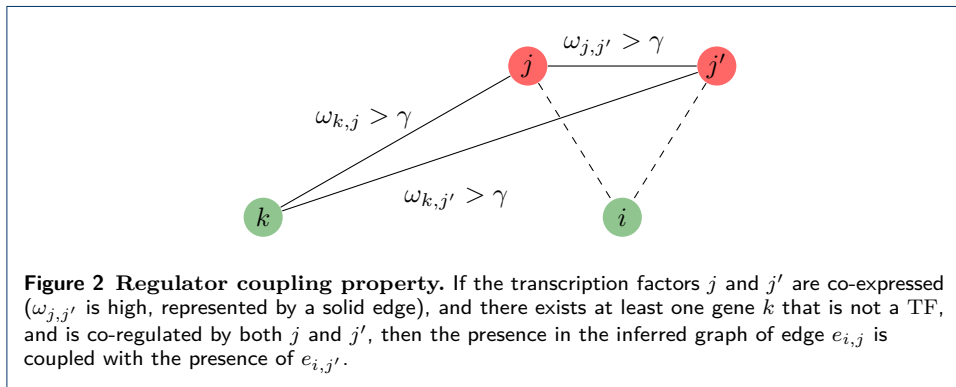 ω_{j,j′} > γ
j
j′
ω_{k,j} > γ
ω_{k,j′} > γ
k
i
Figure 2 Regulator coupling property. If the transcription factors j and j′ are co-expressed
(ω_{j,j′} is high, represented by a solid edge), and there exists at least one gene k that is not a TF,
and is co-regulated by both j and j′, then the presence in the inferred graph of edge e_{i,j} is
coupled with the presence of e_{i,j′}.